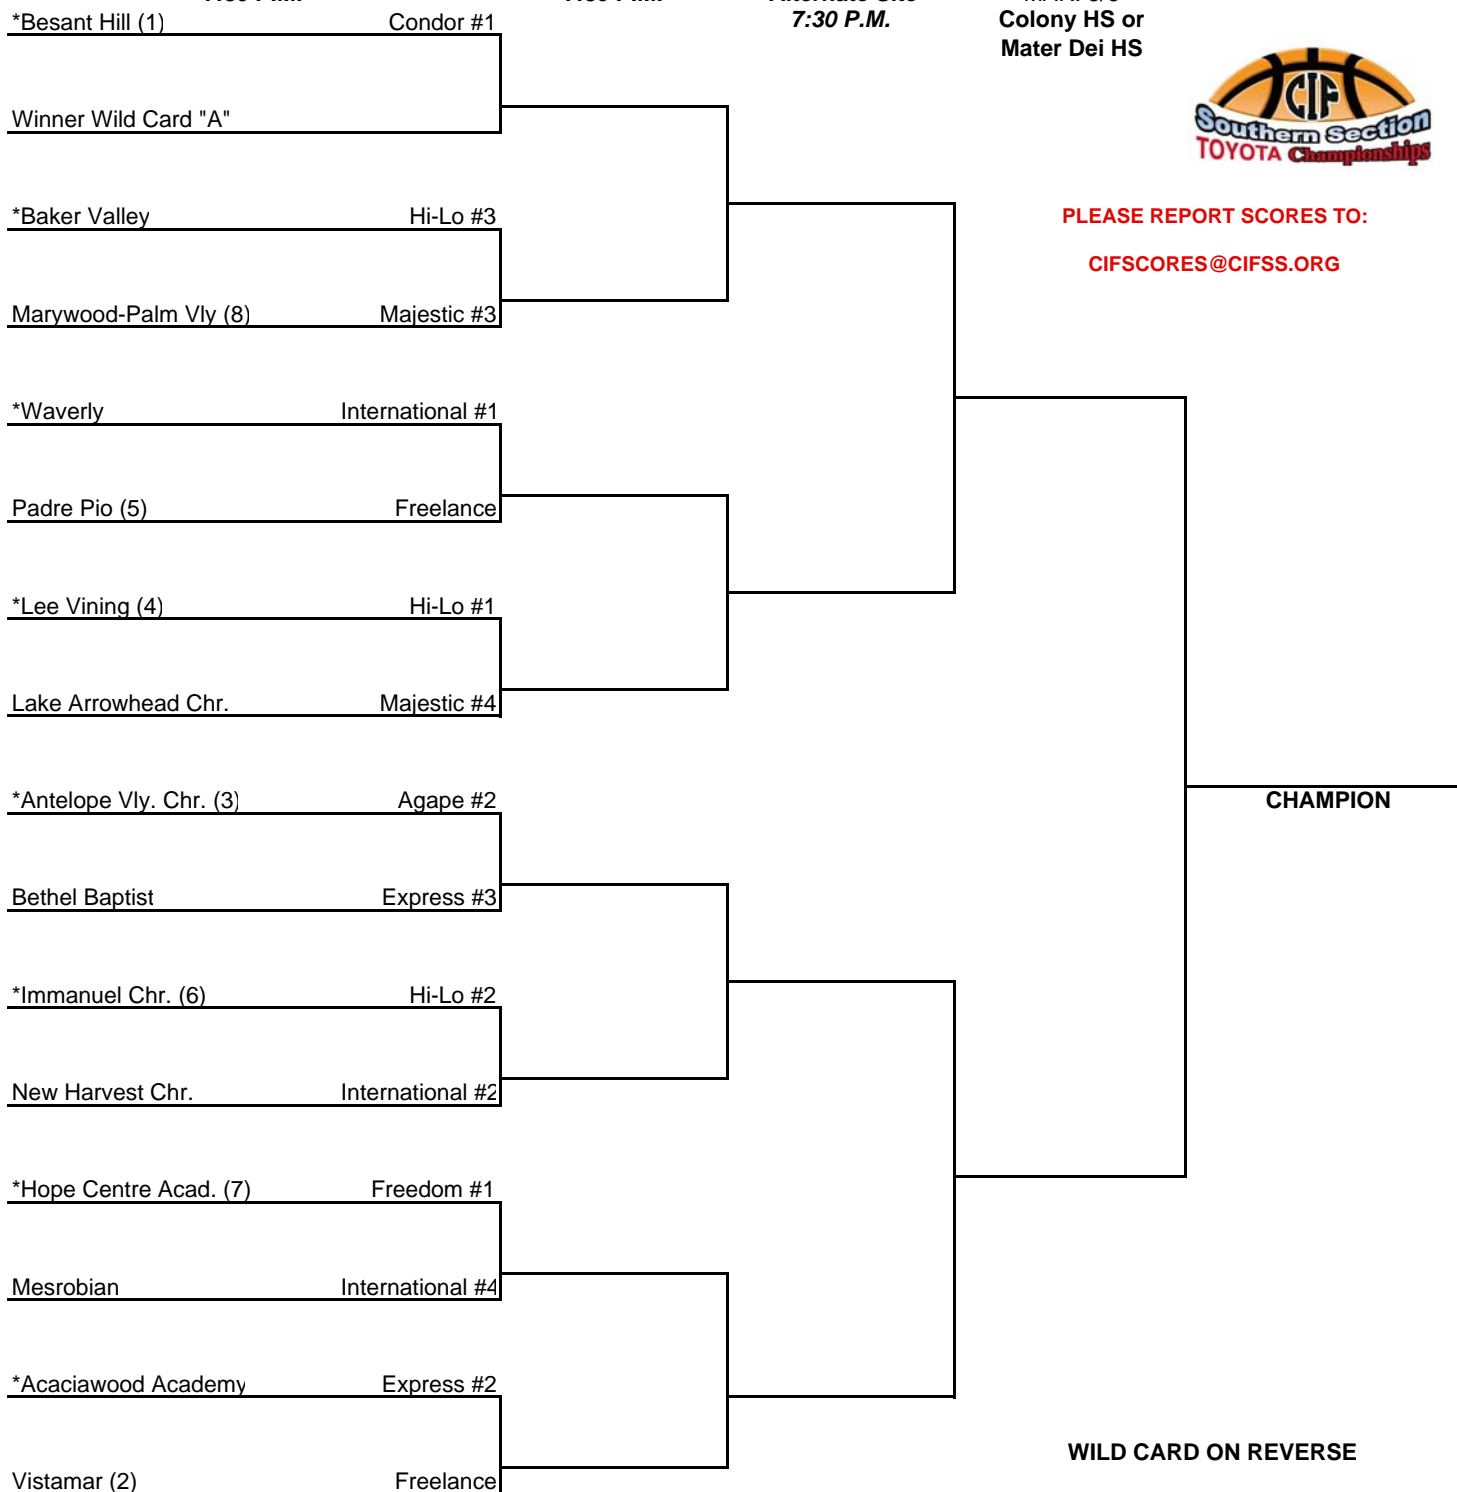 *Besant Hill (1) Condor #1
7:30 P.M.
Colony HS or
Mater Dei HS
CIF
Southern Section
TOYOTA Championships
Winner Wild Card "A"
*Baker Valley Hi-Lo #3
PLEASE REPORT SCORES TO:
CIFSCORES@CIFSS.ORG
Marywood-Palm Vly (8) Majestic #3
*Waverly International #1
Padre Pio (5) Freelance
*Lee Vining (4) Hi-Lo #1
Lake Arrowhead Chr. Majestic #4
*Antelope Vly. Chr. (3) Agape #2
CHAMPION
Bethel Baptist Express #3
*Immanuel Chr. (6) Hi-Lo #2
New Harvest Chr. International #2
*Hope Centre Acad. (7) Freedom #1
Mesrobian International #4
*Acaciawood Academy Express #2
WILD CARD ON REVERSE
Vistamar (2) Freelance